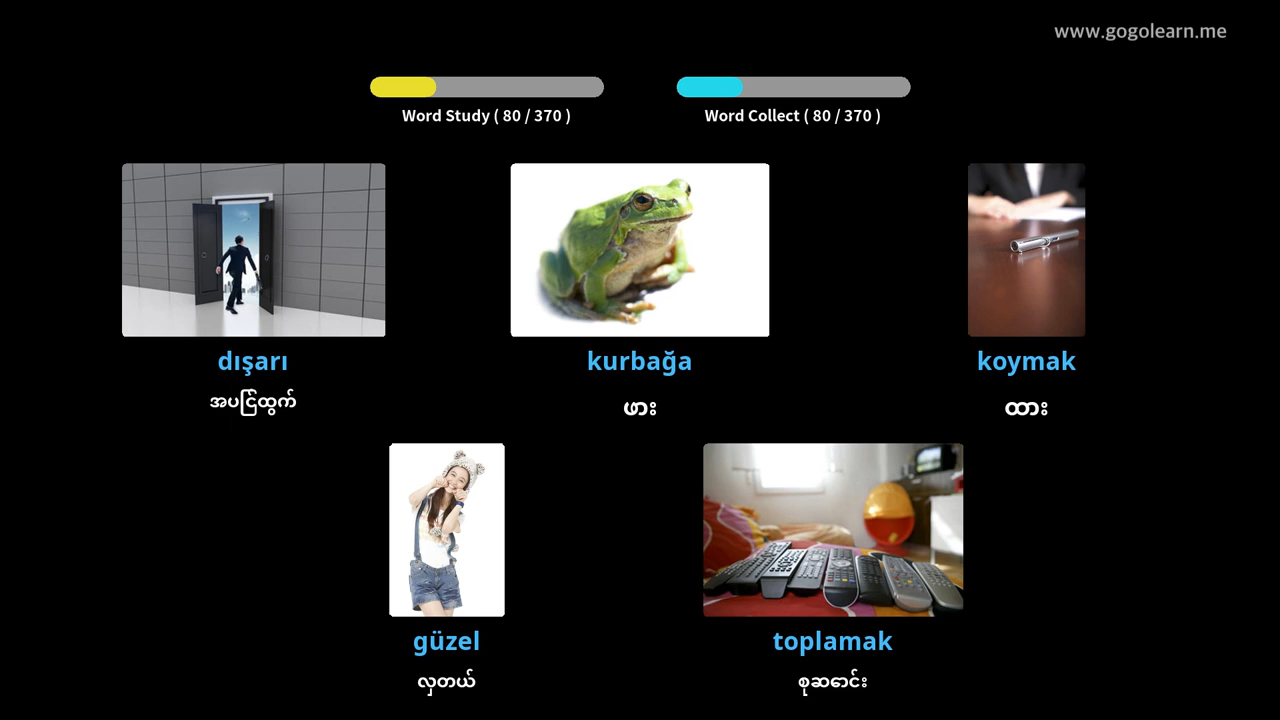 www.gogolearn.me
Word Study ( 80 / 370 )
Word Collect ( 80 / 370 )
dışarı
kurbağa
koymak
အပြင်ထွက်
ဖား
ထား
güzel
toplamak
လှတယ်
စုဆောင်း